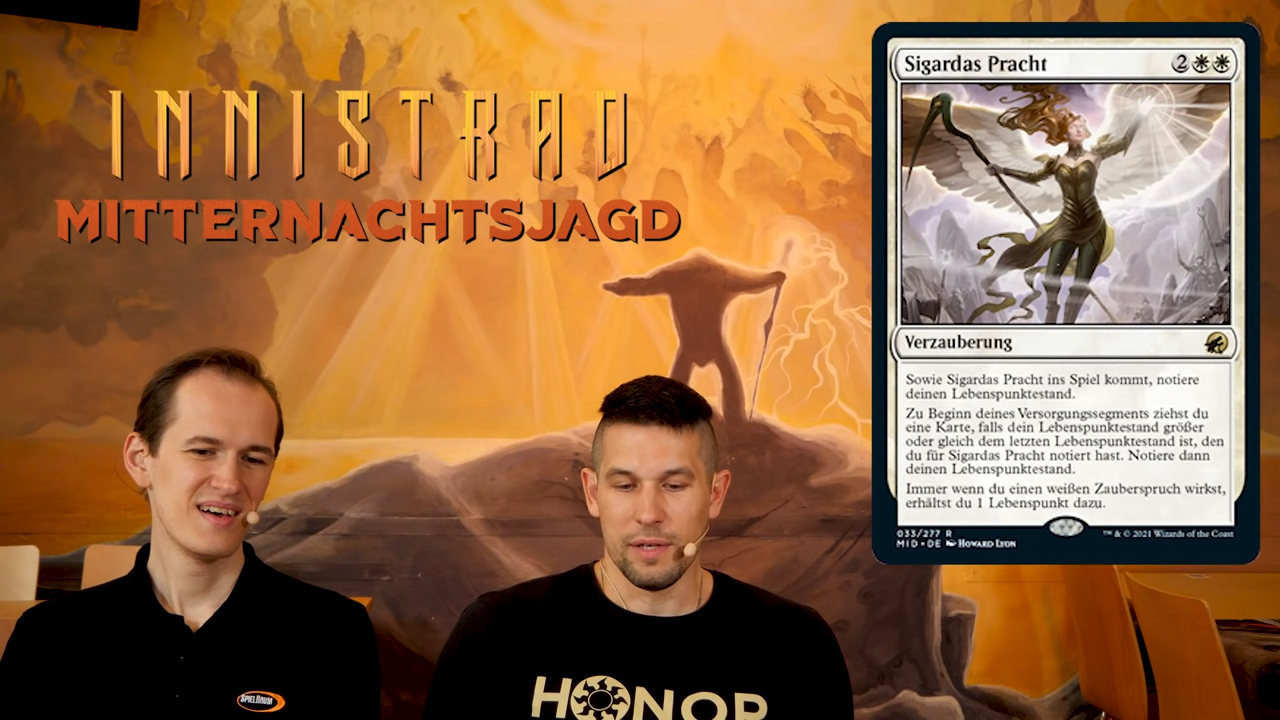 INNISTRAD
MITTERNACHTSJAGD
Sigardas Pracht 2
Verzauberung
Sowie Sigardas Pracht ins Spiel kommt, notiere
deinen Lebenspunktestand.
Zu Beginn deines Versorgungssegments ziehst du
eine Karte, falls dein Lebenspunktestand größer
oder gleich dem letzten Lebenspunktestand ist, den
du für Sigardas Pracht notiert hast. Notiere dann
deinen Lebenspunktestand.
Immer wenn du einen weißen Zauberspruch wirkst,
erhältst du 1 Lebenspunkt dazu.
033/277 R
MID • DE HOWARD LYON
™ & © 2021 Wizards of the Coast
SPIELRAUM
HONOR